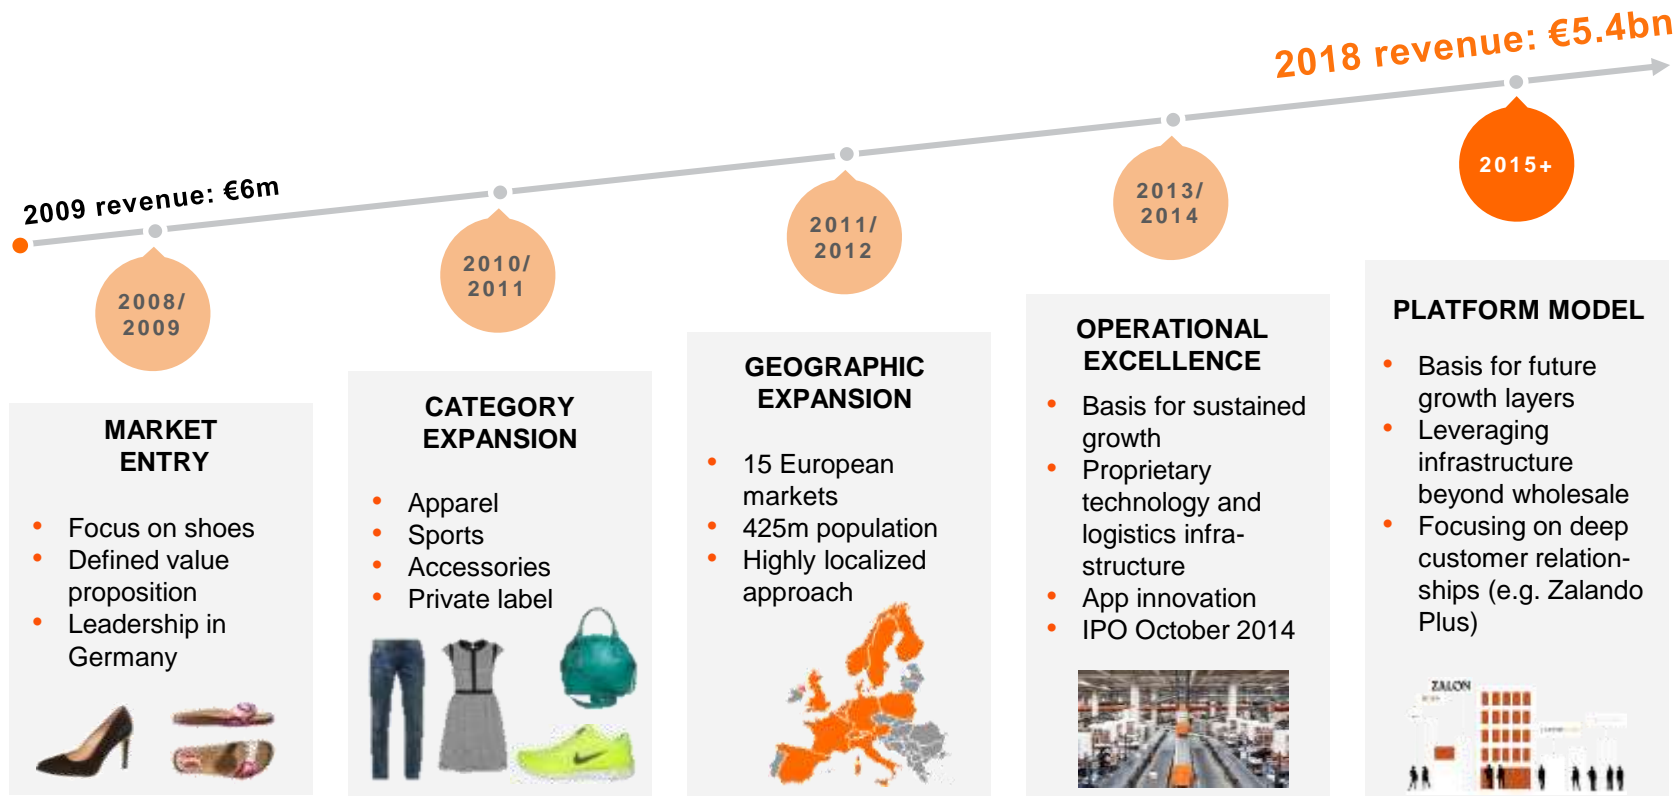 2018 revenue: €5.4bn
2009 revenue: €6m
2008/
2009
MARKET
ENTRY
• Focus on shoes
• Defined value
proposition
• Leadership in
Germany
2010/
2011
CATEGORY
EXPANSION
• Apparel
• Sports
• Accessories
• Private label
2011/
2012
GEOGRAPHIC
EXPANSION
• 15 European
markets
• 425m population
• Highly localized
approach
2013/
2014
OPERATIONAL
EXCELLENCE
• Basis for sustained
growth
• Proprietary
technology and
logistics infra-
structure
• App innovation
• IPO October 2014
2015+
PLATFORM MODEL
• Basis for future
growth layers
• Leveraging
infrastructure
beyond wholesale
• Focusing on deep
customer relation-
ships (e.g. Zalando
Plus)
ZALON